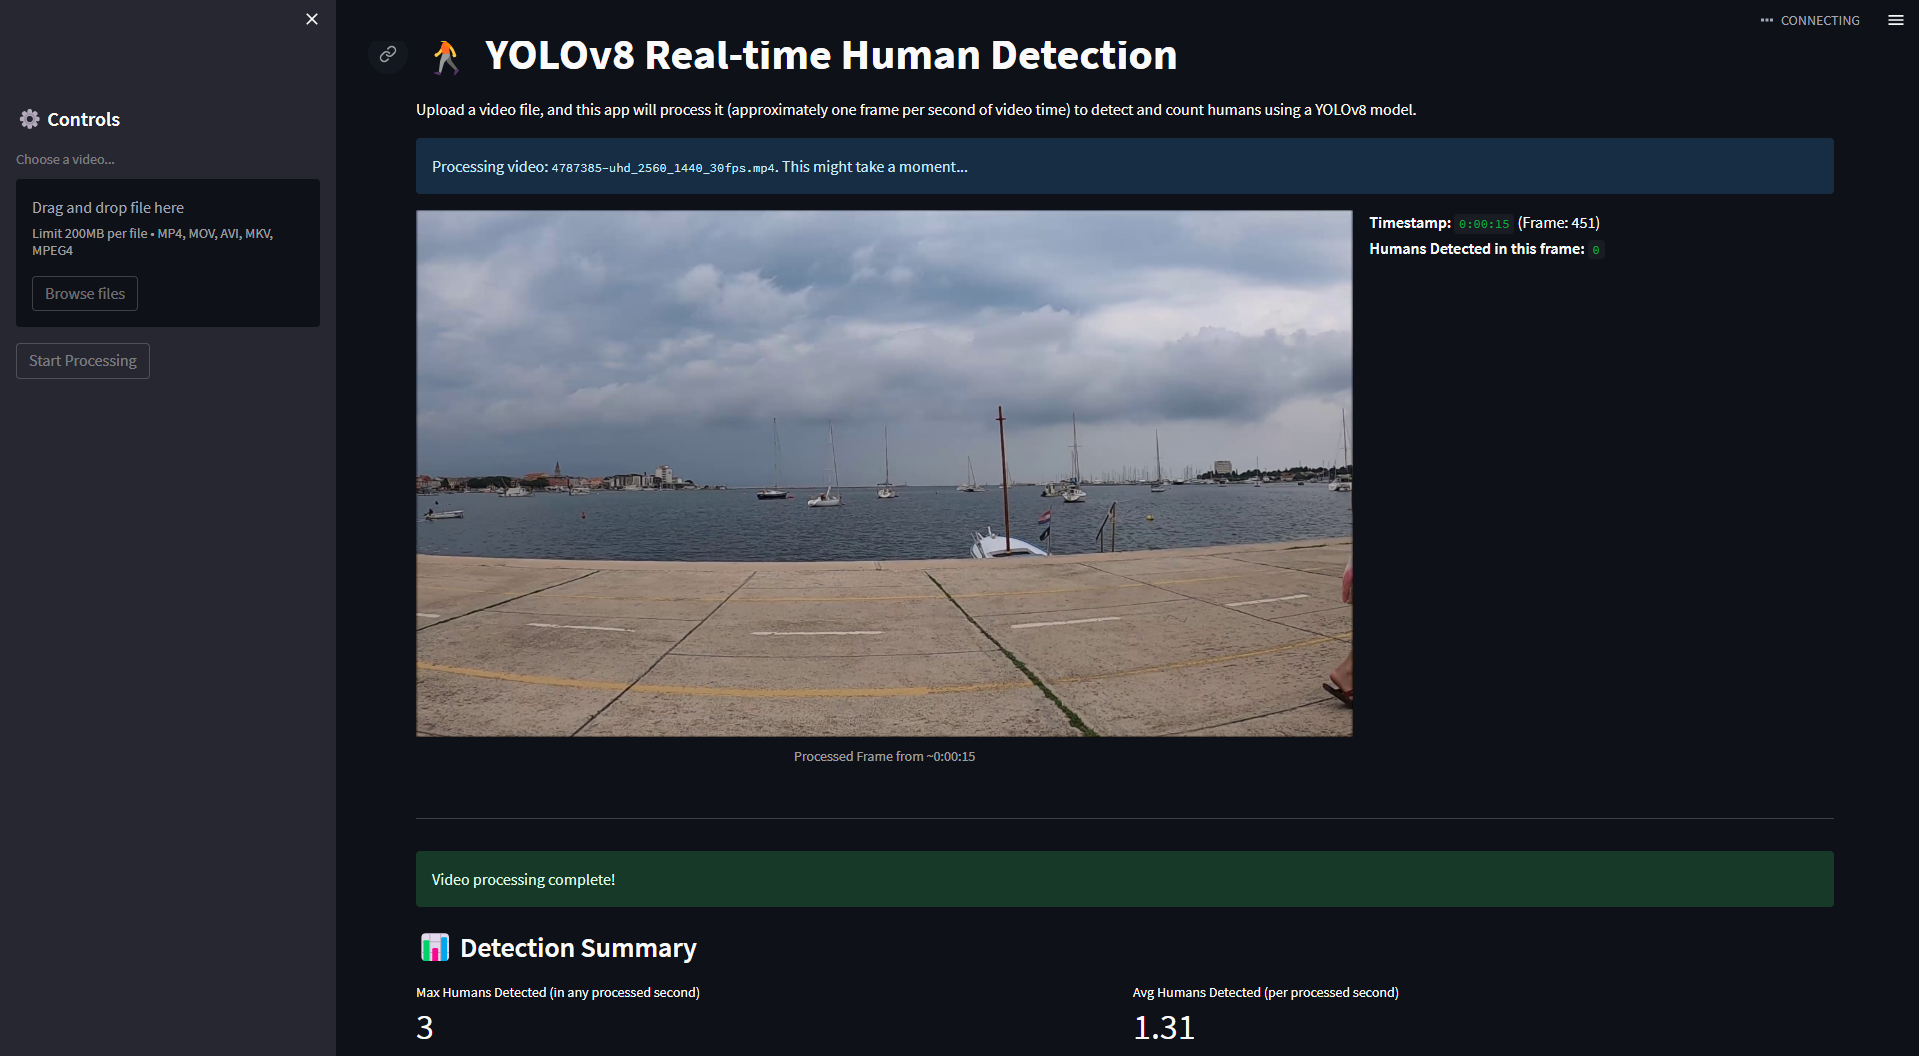 CONNECTING
Controls
Choose a video...
Drag and drop file here
Limit 200MB per file • MP4, MOV, AVI, MKV,
MPEG4
Browse files
Start Processing
YOLOv8 Real-time Human Detection
Upload a video file, and this app will process it (approximately one frame per second of video time) to detect and count humans using a YOLOv8 model.
Processing video: 4787385-uhd_2560_1440_30fps.mp4. This might take a moment...
Timestamp: 0:00:15 (Frame: 451)
Humans Detected in this frame: 0
Processed Frame from ~0:00:15
Video processing complete!
Detection Summary
Max Humans Detected (in any processed second)
3
Avg Humans Detected (per processed second)
1.31